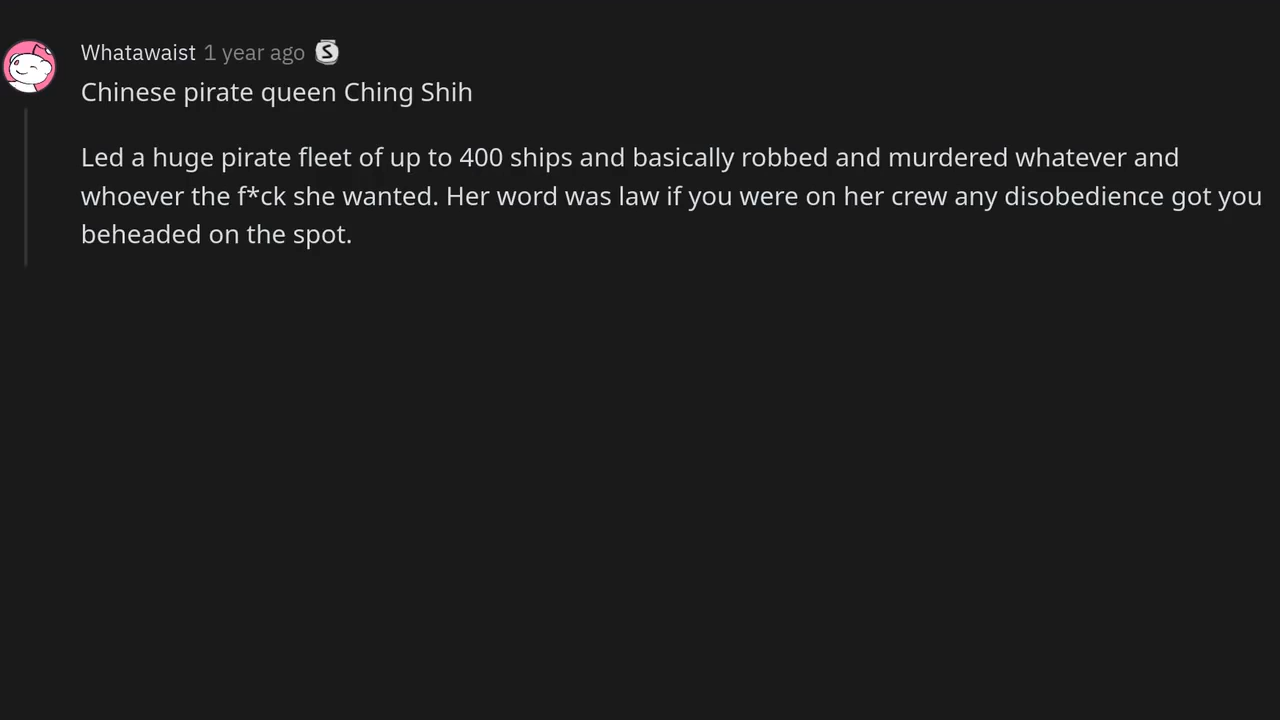 Whatawaist 1 year ago S
Chinese pirate queen Ching Shih
Led a huge pirate fleet of up to 400 ships and basically robbed and murdered whatever and
whoever the f*ck she wanted. Her word was law if you were on her crew any disobedience got you
beheaded on the spot.